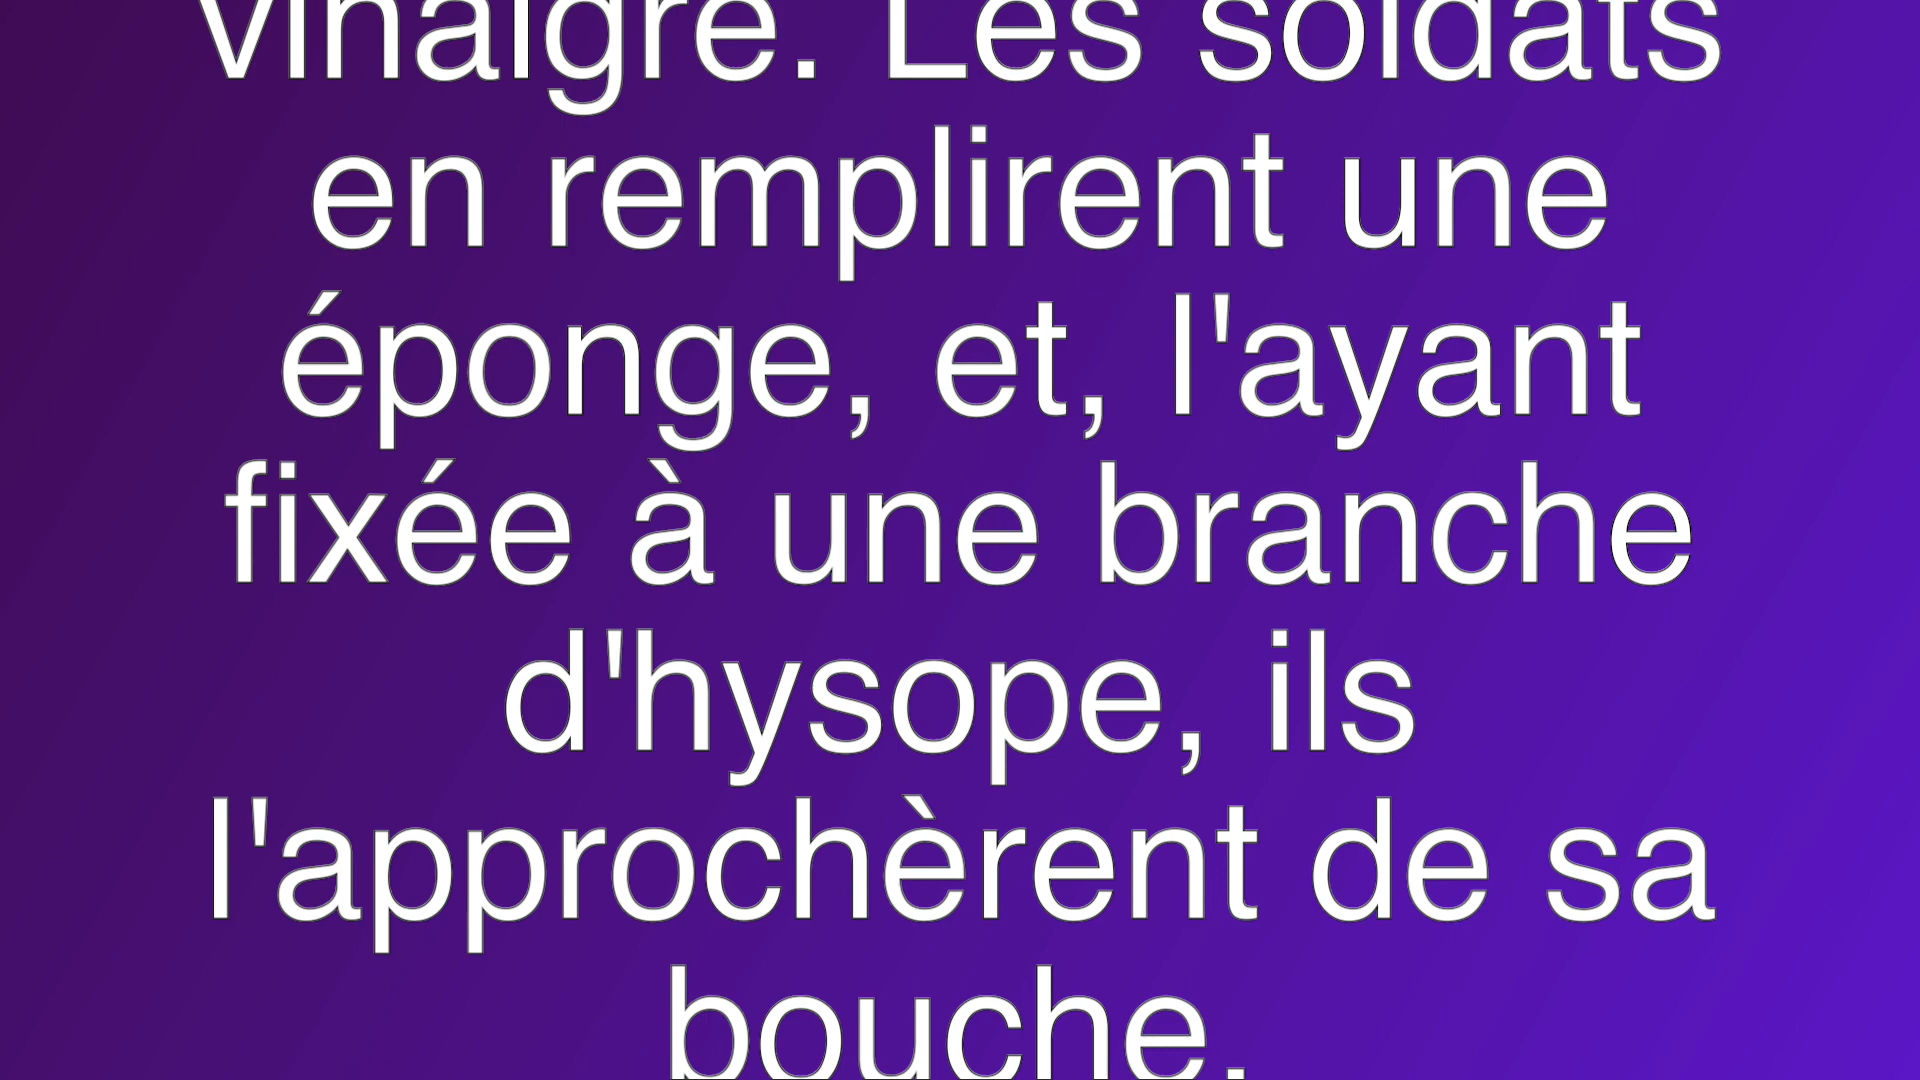 vinaigre. Les soldats
en remplirent une
éponge, et, l'ayant
fixée à une branche
d'hysope, ils
l'approchèrent de sa
bouche.